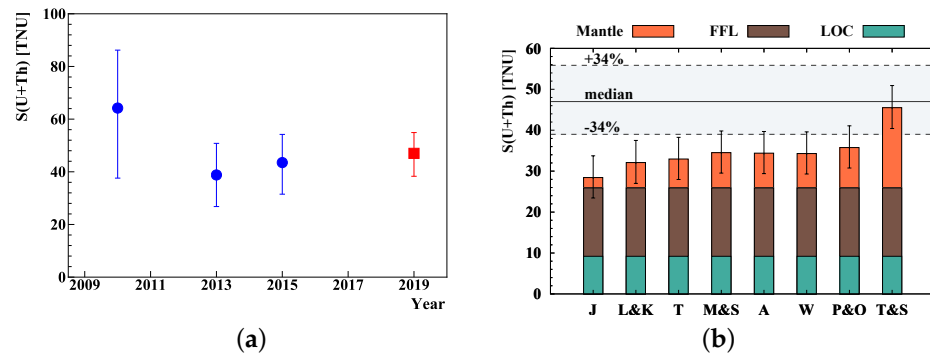 S(U+Th) [TNU]
80
60
40
20
0
2009 2011 2013 2015 2017 2019
Year
(a)
Mantle FFL LOC
S(U+Th) [TNU]
60
50
40
30
20
10
0
+34%
median
-34%
J L&K T M&S A W P&O T&S
(b)